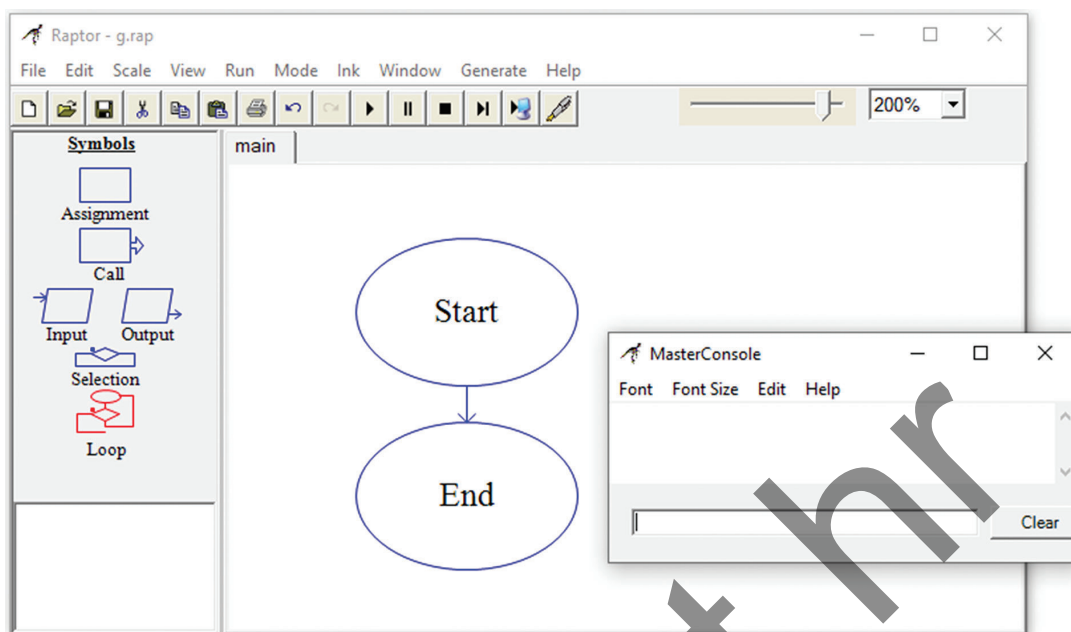 Raptor - g.rap
File Edit Scale View Run Mode Ink Window Generate Help
200%
Symbols
main
Assignment
Call
Input Output
Selection
Loop
Start
End
MasterConsole
Font Font Size Edit Help
Clear
t hr